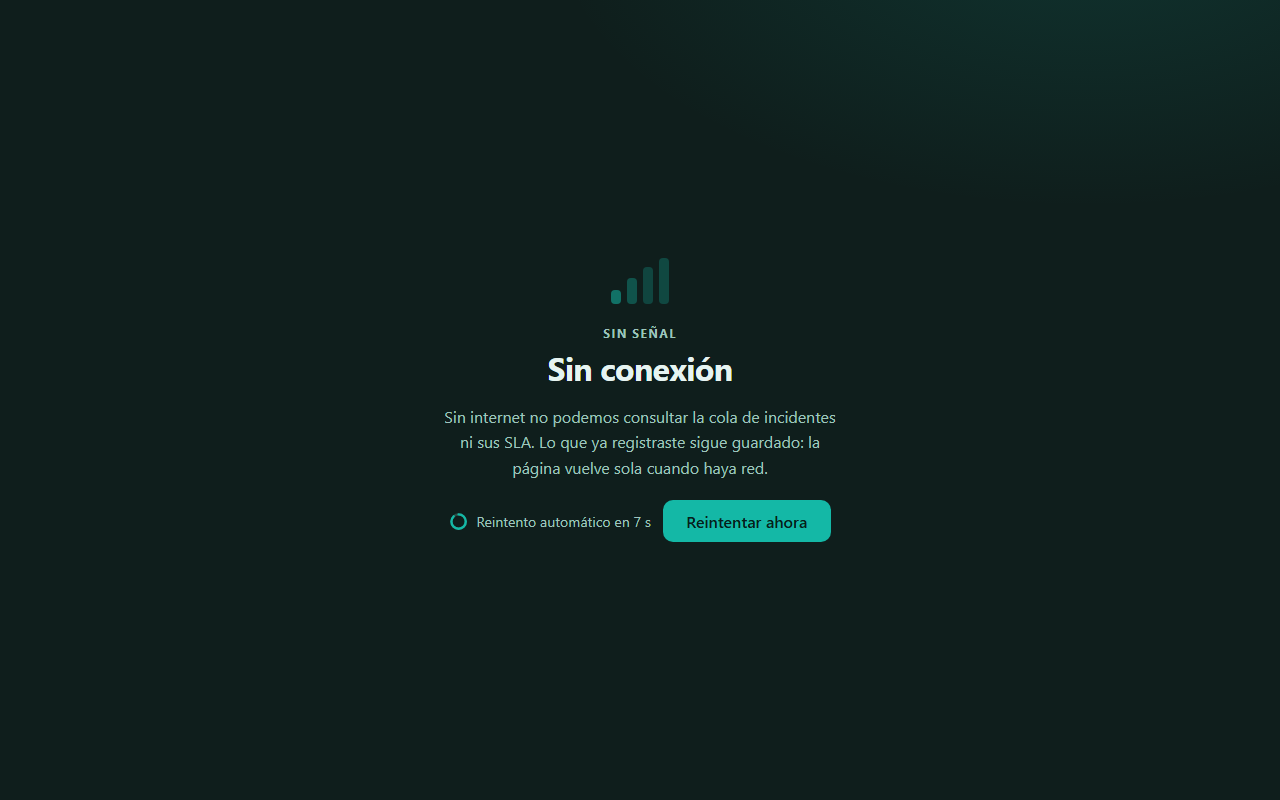 SIN SEÑAL
Sin conexión
Sin internet no podemos consultar la cola de incidentes
ni sus SLA. Lo que ya registraste sigue guardado: la
página vuelve sola cuando haya red.
Reintento automático en 7 s
Reintentar ahora